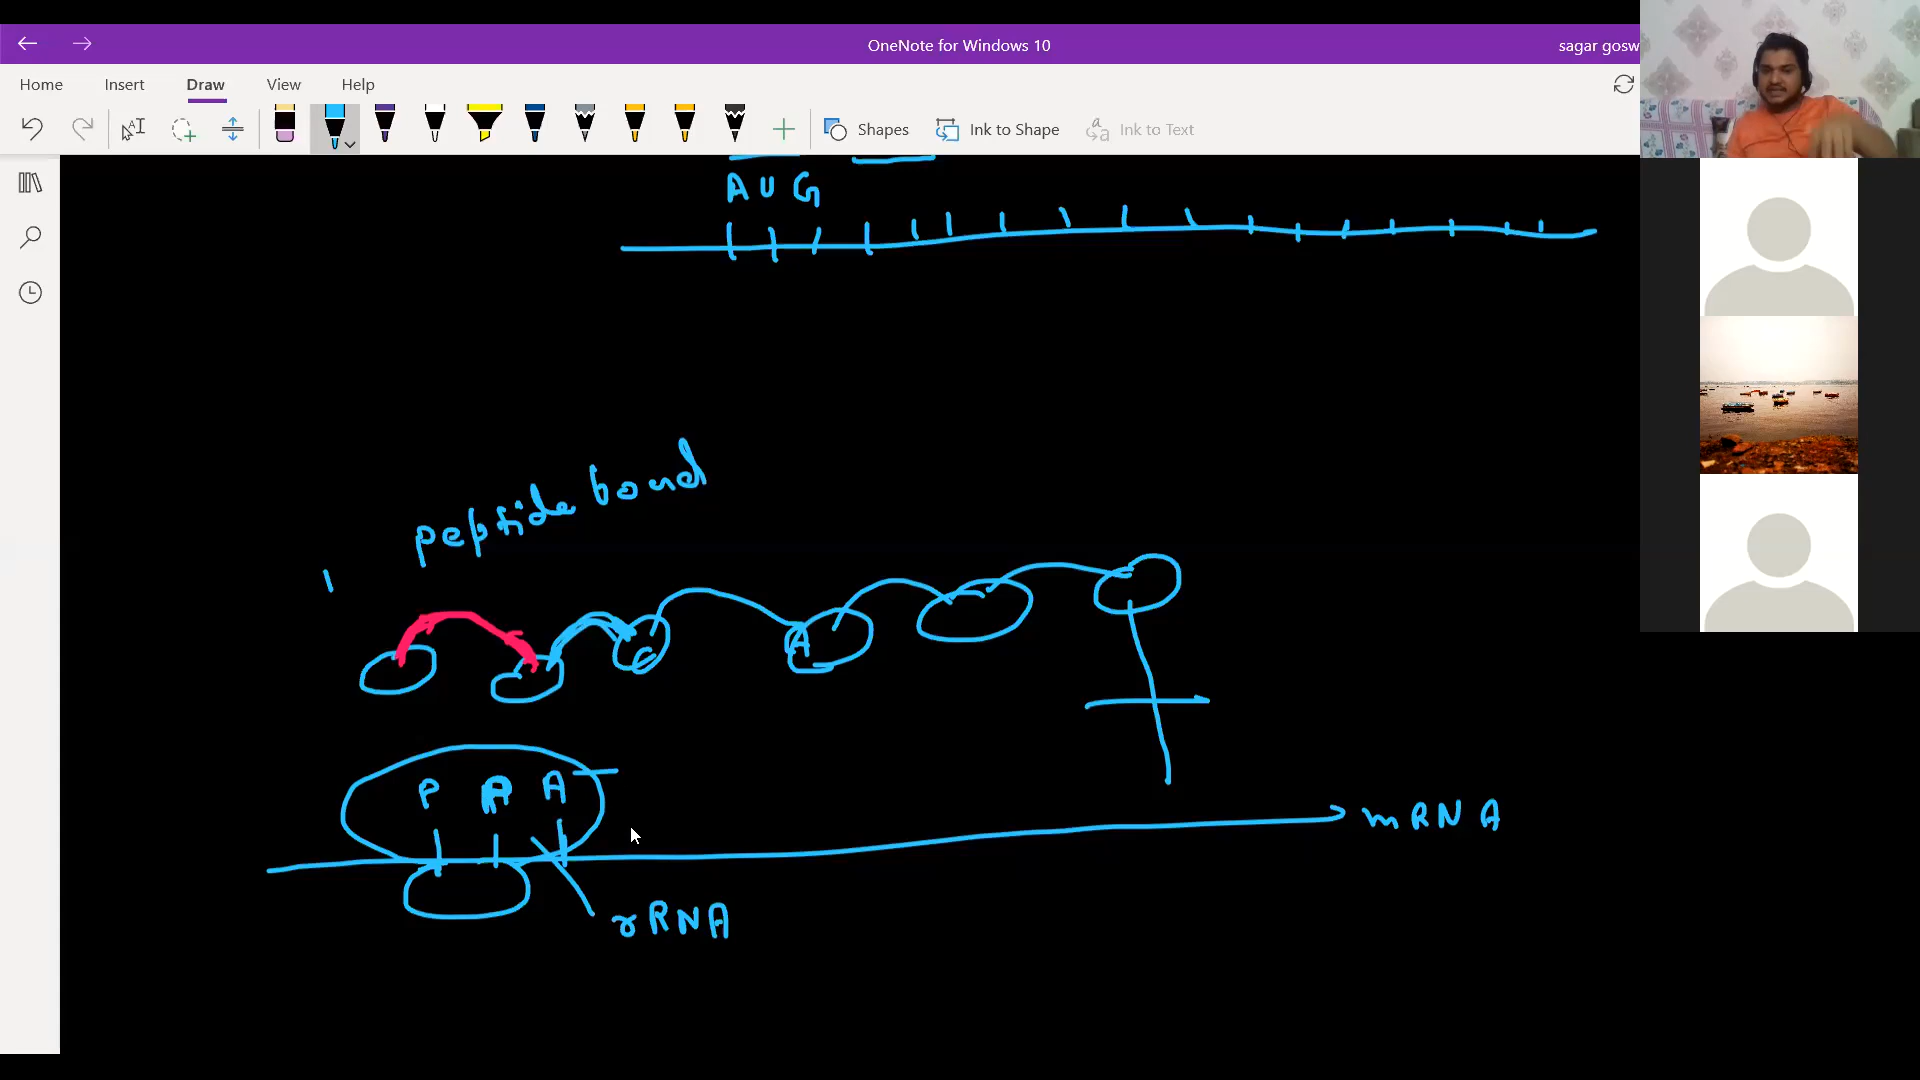 OneNote for Windows 10
sagar gosw
Home Insert Draw View Help
Shapes Ink to Shape Ink to Text
A U G
peptide bond
C A
P A A
mRNA
rRNA